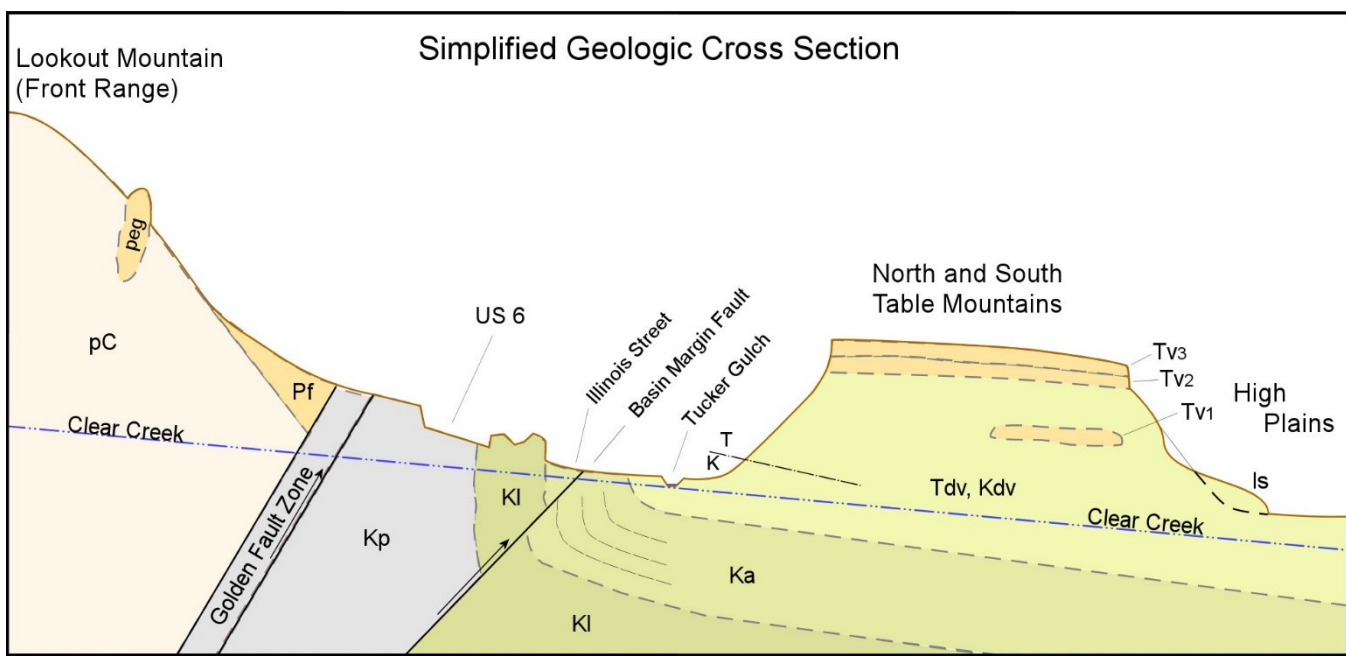 Simplified Geologic Cross Section
Lookout Mountain
(Front Range)
peg
pC
Pf
Clear Creek
Golden Fault Zone
US 6
Kp
Kl
Illinois Street
Basin Margin Fault
Tucker Gulch
T
K
North and South
Table Mountains
Tv3
Tv2
Tv1
High
Plains
ls
Tdv, Kdv
Clear Creek
Ka
Kl